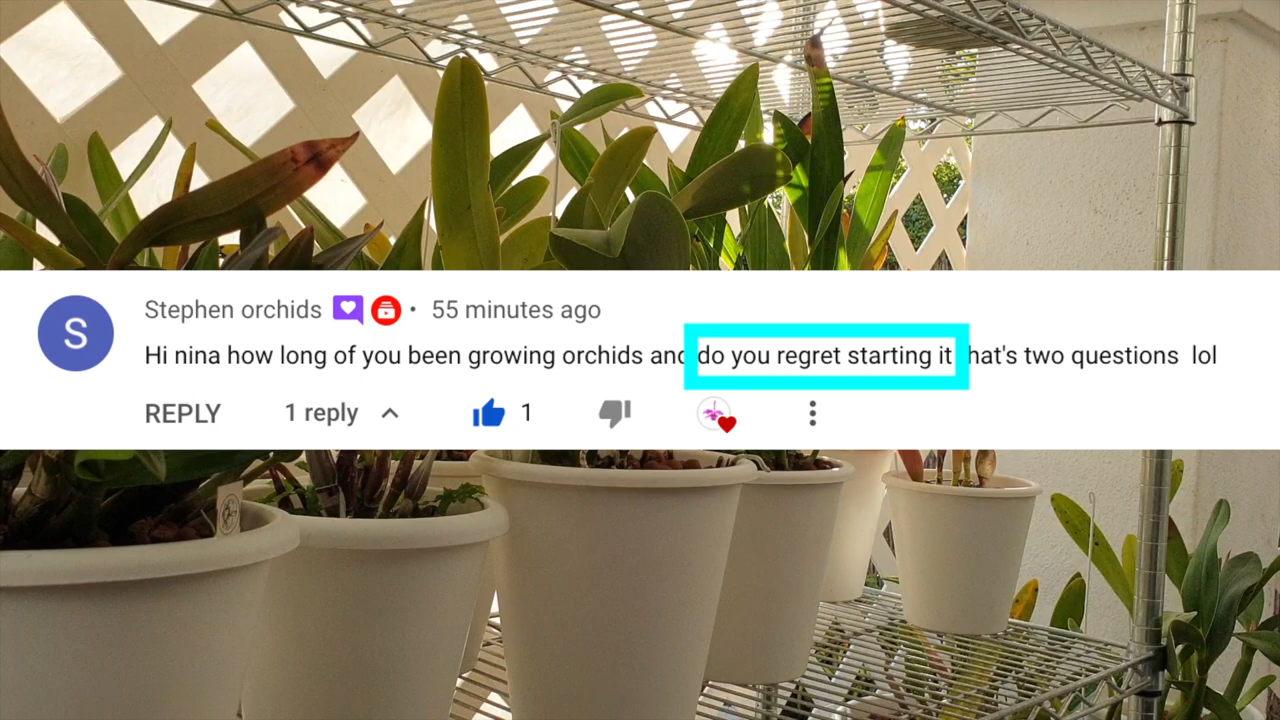 S
Stephen orchids • 55 minutes ago
Hi nina how long of you been growing orchids and do you regret starting it hat's two questions lol
REPLY 1 reply 1